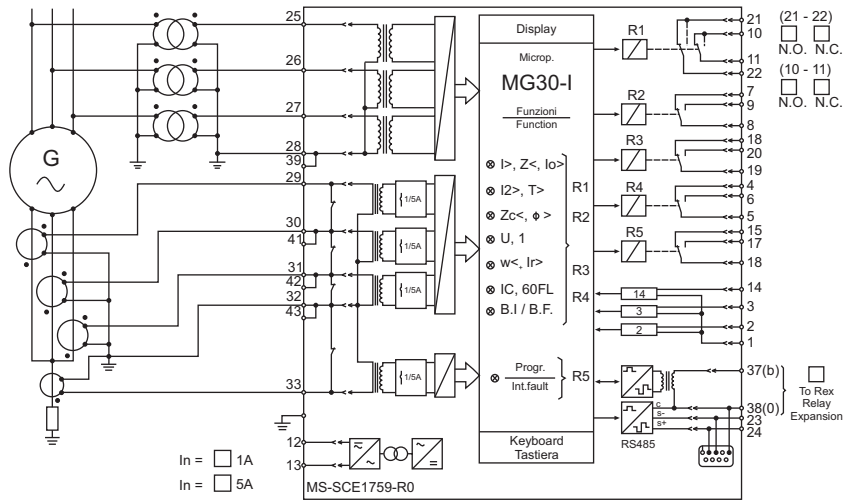 25
26
27
28
39
29
30
41
31
42
32
43
33
12
13
G
In = 1A
In = 5A
1/5A
1/5A
1/5A
1/5A
MS-SCE1759-R0
Display
Microp.
MG30-I
Funzioni
Function
I>, Z<, Io>
I2>, T>
Zc<, ϕ >
U, 1
w<, Ir>
IC, 60FL
B.I / B.F.
R1
R2
R3
R4
Progr.
Int.fault
R5
Keyboard
Tastiera
R1
R2
R3
R4
R5
14
3
2
RS485
c
s-
s+
21
10
11
22
7
9
8
18
20
19
4
6
5
15
17
18
14
3
2
1
37(b)
38(0)
23
24
(21 - 22)
N.O. N.C.
(10 - 11)
N.O. N.C.
To Rex
Relay
Expansion